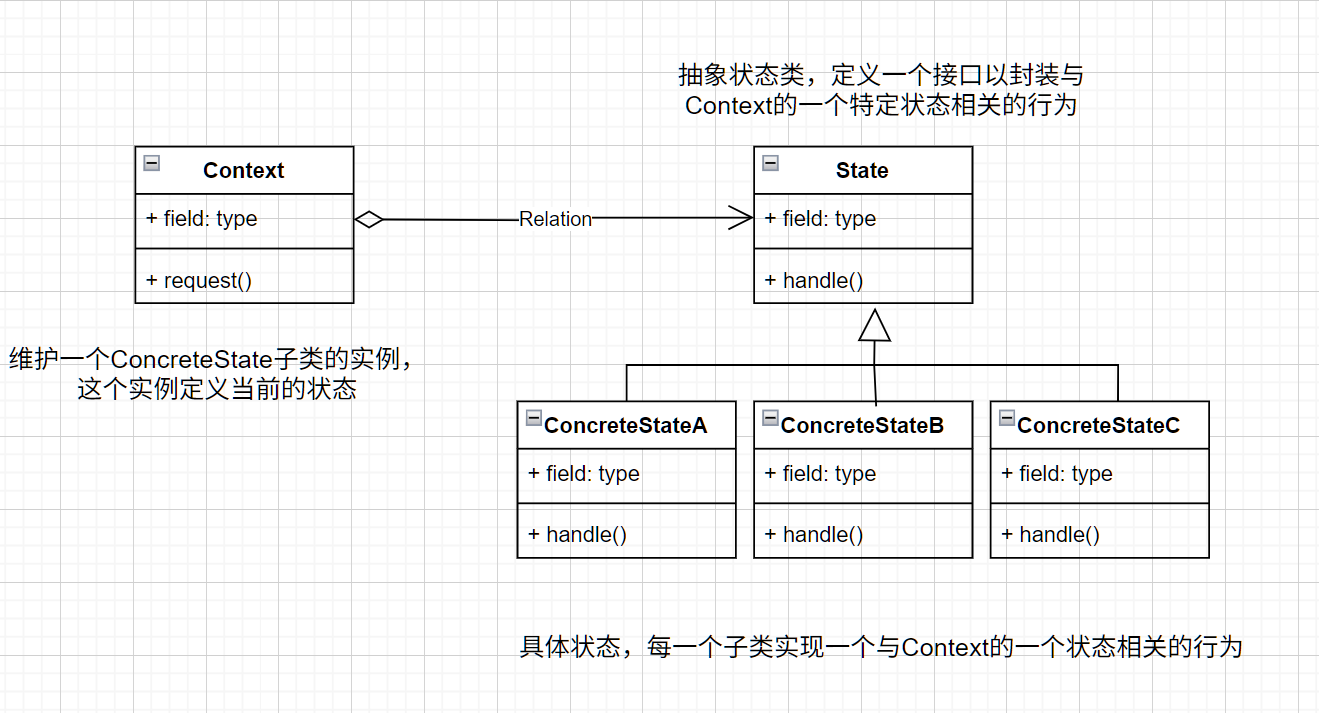 抽象状态类，定义一个接口以封装与
Context的一个特定状态相关的行为
Context
+ field: type
+ request()
Relation
State
+ field: type
+ handle()
维护一个ConcreteState子类的实例，
这个实例定义当前的状态
ConcreteStateA
+ field: type
+ handle()
ConcreteStateB
+ field: type
+ handle()
ConcreteStateC
+ field: type
+ handle()
具体状态，每一个子类实现一个与Context的一个状态相关的行为